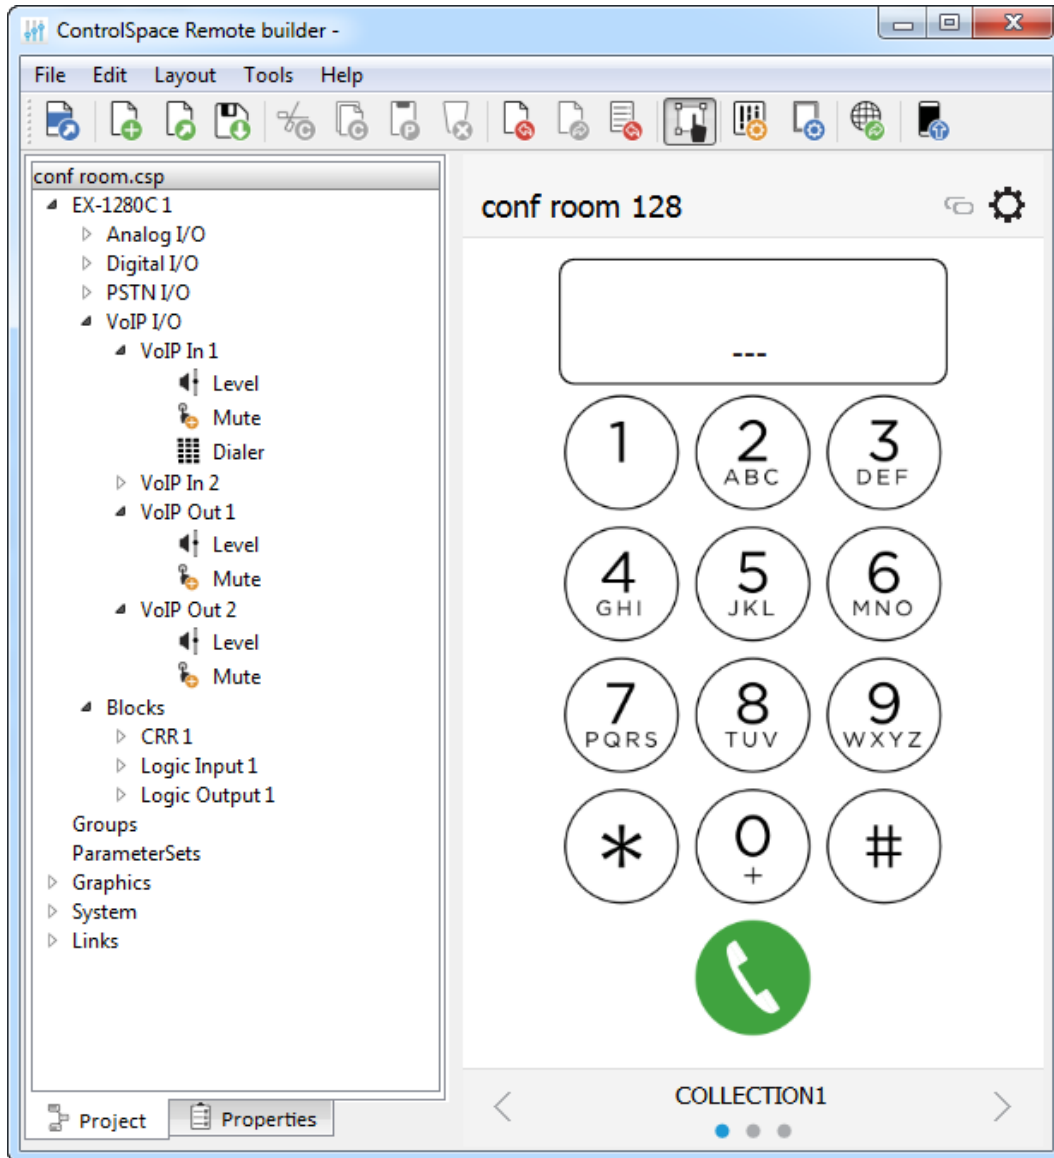 ControlSpace Remote builder -
File Edit Layout Tools Help
conf room.csp
EX-1280C 1
Analog I/O
Digital I/O
PSTN I/O
VoIP I/O
VoIP In 1
Level
Mute
Dialer
VoIP In 2
VoIP Out 1
Level
Mute
VoIP Out 2
Level
Mute
Blocks
CRR 1
Logic Input 1
Logic Output 1
Groups
ParameterSets
Graphics
System
Links
Project Properties
conf room 128
---
1 2 3
ABC DEF
4 5 6
GHI JKL MNO
7 8 9
PQRS TUV WXYZ
* 0 #
+
COLLECTION1